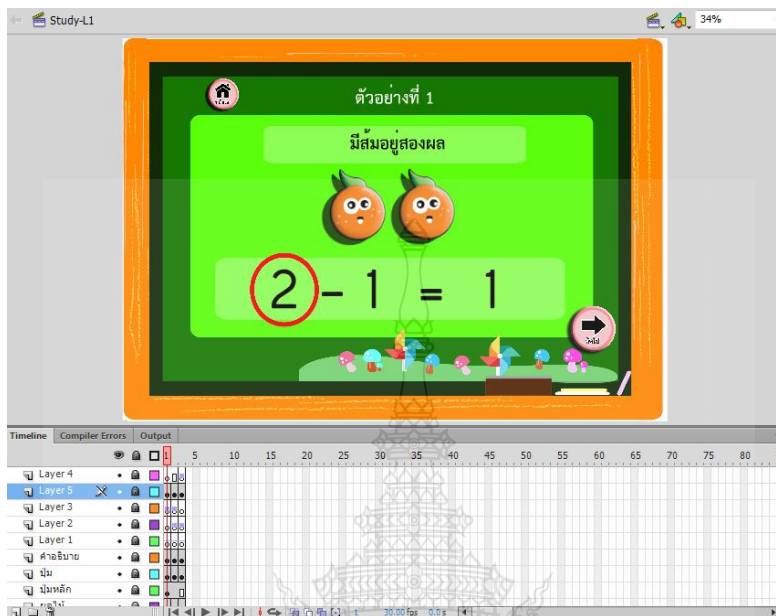 Study-L1
34%
ตัวอย่างที่ 1
มีส้มอยู่สองผล
2 - 1 = 1
Timeline Compiler Errors Output
1 5 10 15 20 25 30 35 40 45 50 55 60 65 70 75 80
Layer 4
Layer 5
Layer 3
Layer 2
Layer 1
คำอธิบาย
ปุ่ม
ปุ่มหลัก
1 30.00 fps 0.0 s